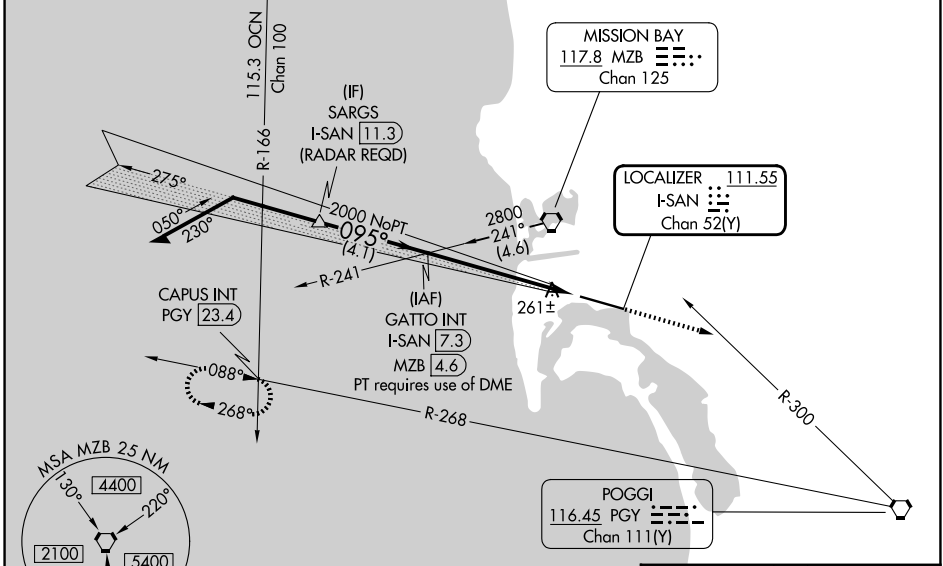 115.3 OCN
Chan 100
R-166
MISSION BAY
117.8 MZB
Chan 125
(IF)
SARGS
I-SAN 11.3
(RADAR REQD)
LOCALIZER 111.55
I-SAN
Chan 52(Y)
275°
050°
230°
2000 NoPT
095°
(4.1)
2800
241°
(4.6)
R-241
261±
CAPUS INT
PGY 23.4
(IAF)
GATTO INT
I-SAN 7.3
MZB 4.6
PT requires use of DME
088°
268°
R-268
R-300
MSA MZB 25 NM
130°
4400
220°
2100
5400
POGGI
116.45 PGY
Chan 111(Y)